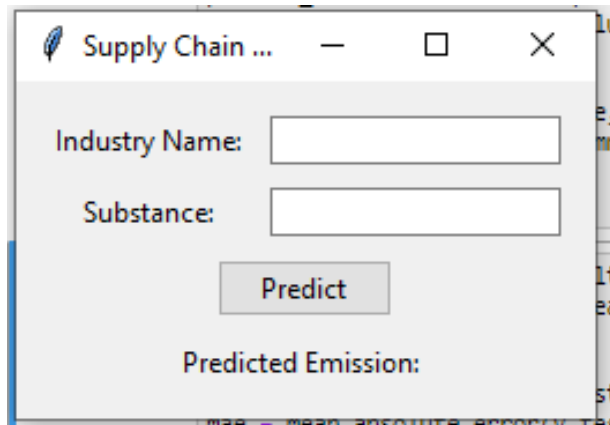 Supply Chain ...
Industry Name:
Substance:
Predict
Predicted Emission: